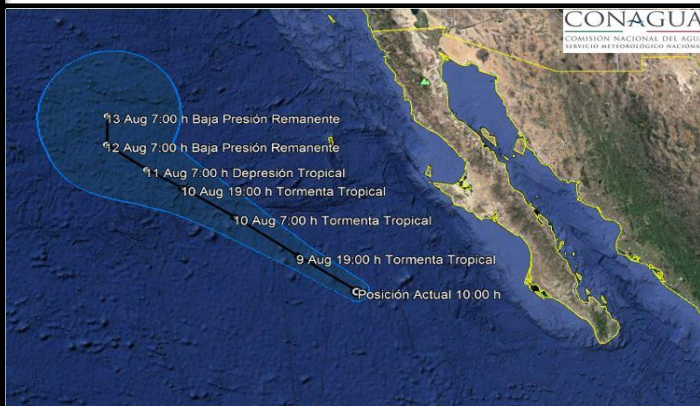 CONAGUA
COMISIÓN NACIONAL DEL AGUA
SERVICIO METEOROLÓGICO NACIONAL
13 Aug 7:00 h Baja Presión Remanente
12 Aug 7:00 h Baja Presión Remanente
11 Aug 7:00 h Depresión Tropical
10 Aug 19:00 h Tormenta Tropical
10 Aug 7:00 h Tormenta Tropical
9 Aug 19:00 h Tormenta Tropical
Posición Actual 10:00 h